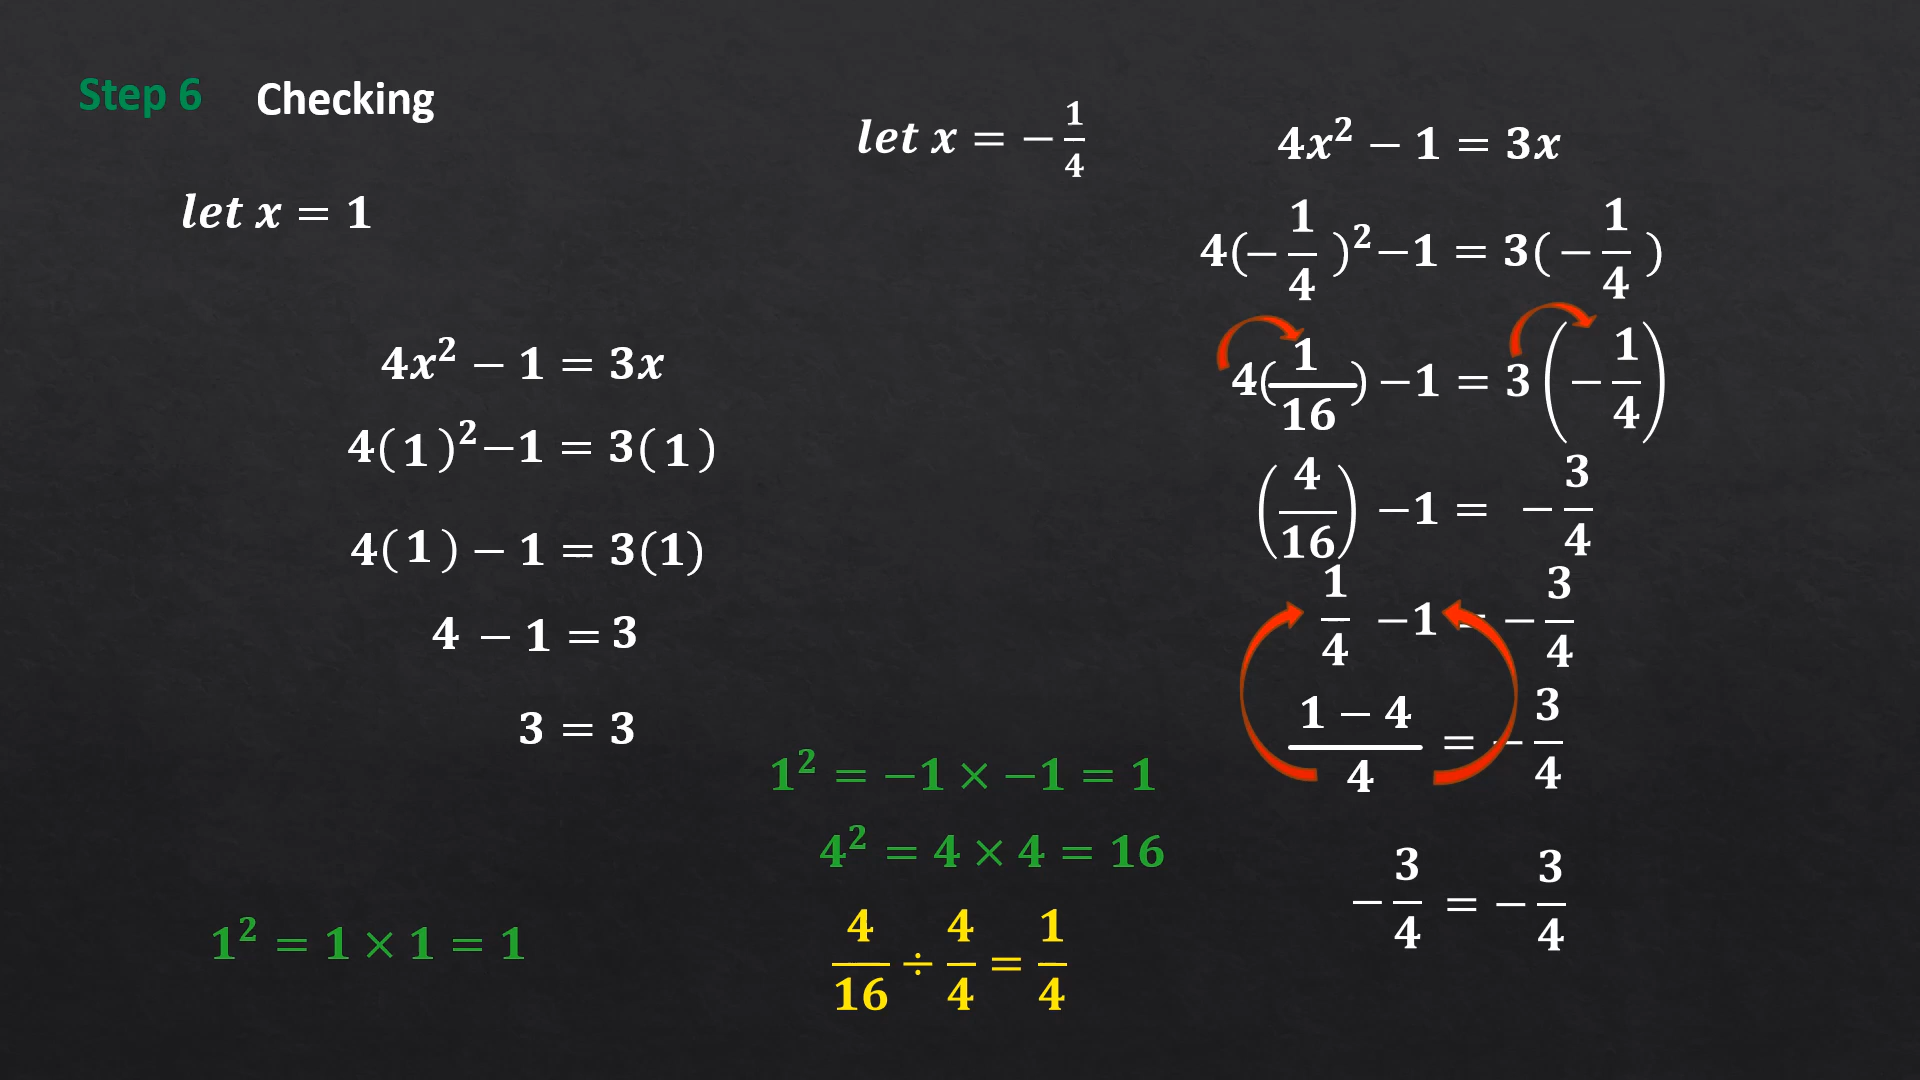 Step 6 Checking
let x = 1
4x² − 1 = 3x
4(1)²−1 = 3(1)
4(1) − 1 = 3(1)
4 − 1 = 3
3 = 3
1² = 1 × 1 = 1
let x = −1/4
4x² − 1 = 3x
4(−1/4)²−1 = 3(−1/4)
4(1/16)−1 = 3(−1/4)
(4/16) −1 = −3/4
1/4 −1 = −3/4
(1 − 4)/4 = −3/4
−3/4 = −3/4
1² = −1 × −1 = 1
4² = 4 × 4 = 16
4/16 ÷ 4/4 = 1/4